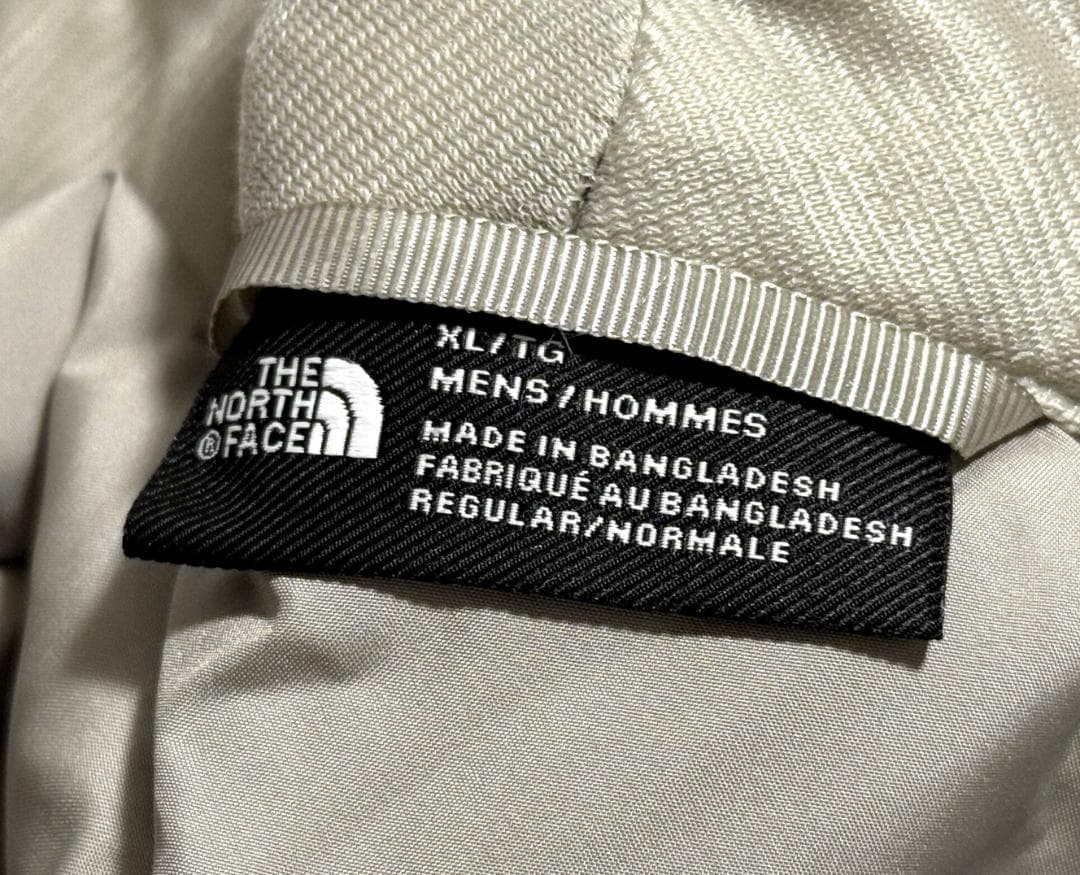 THE
NORTH
® FACE
XL/TG
MENS/HOMMES
MADE IN BANGLADESH
FABRIQUÉ AU BANGLADESH
REGULAR/NORMALE